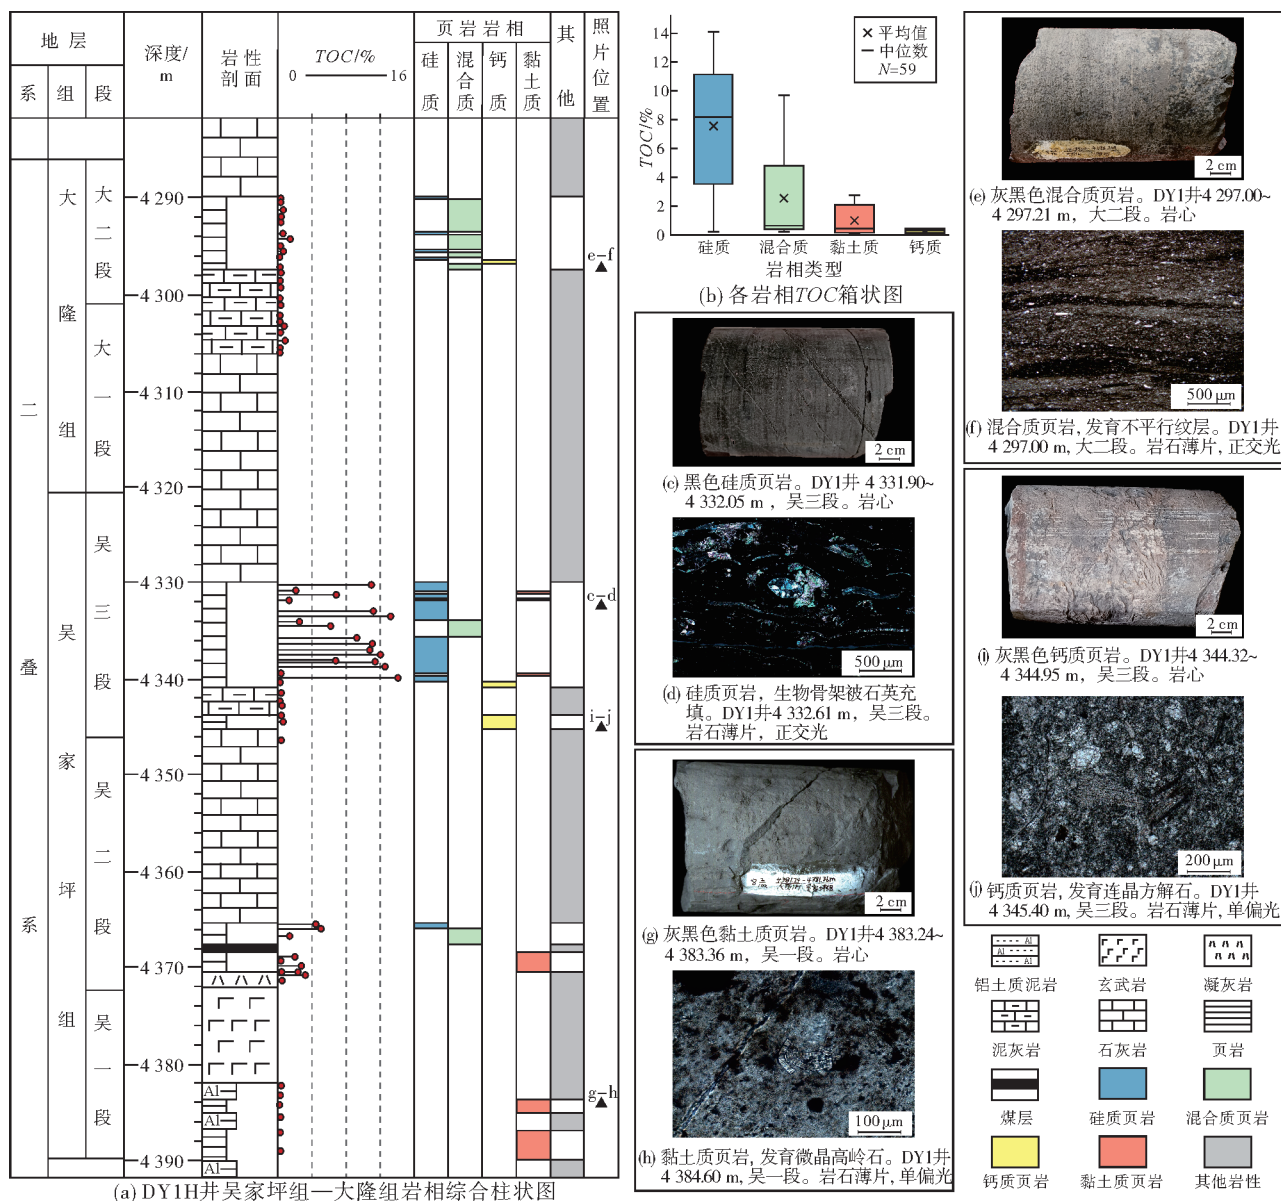 地层
系
组
段
深度/
m
岩性
剖面
TOC/%
0
16
页岩岩相
硅质
混合质
钙质
黏土质
其他
照片位置
二叠系
大隆组
吴家坪组
大二段
大一段
吴三段
吴二段
吴一段
4 290
4 300
4 310
4 320
4 330
4 340
4 350
4 360
4 370
4 380
4 390
Al
Al
Al
e–f
c–d
i–j
g–h
(a) DY1H井吴家坪组—大隆组岩相综合柱状图
TOC/%
14
12
10
8
6
4
2
0
× 平均值
— 中位数
N=59
硅质
混合质
黏土质
钙质
岩相类型
(b) 各岩相TOC箱状图
2 cm
(c) 黑色硅质页岩。DY1井 4 331.90~
4 332.05 m，吴三段。岩心
500 μm
(d) 硅质页岩，生物骨架被石英充
填。DY1井4 332.61 m，吴三段。
岩石薄片，正交光
2 cm
(g) 灰黑色黏土质页岩。DY1井4 383.24~
4 383.36 m，吴一段。岩心
100 μm
(h) 黏土质页岩，发育微晶高岭石。DY1井
4 384.60 m，吴一段。岩石薄片，单偏光
2 cm
(e) 灰黑色混合质页岩。DY1井4 297.00~
4 297.21 m，大二段。岩心
500 μm
(f) 混合质页岩，发育不平行纹层。DY1井
4 297.00 m，大二段。岩石薄片，正交光
2 cm
(i) 灰黑色钙质页岩。DY1井4 344.32~
4 344.95 m，吴三段。岩心
200 μm
(j) 钙质页岩，发育连晶方解石。DY1井
4 345.40 m，吴三段。岩石薄片，单偏光
Al
Al
铝土质泥岩
玄武岩
凝灰岩
泥灰岩
石灰岩
页岩
煤层
硅质页岩
混合质页岩
钙质页岩
黏土质页岩
其他岩性